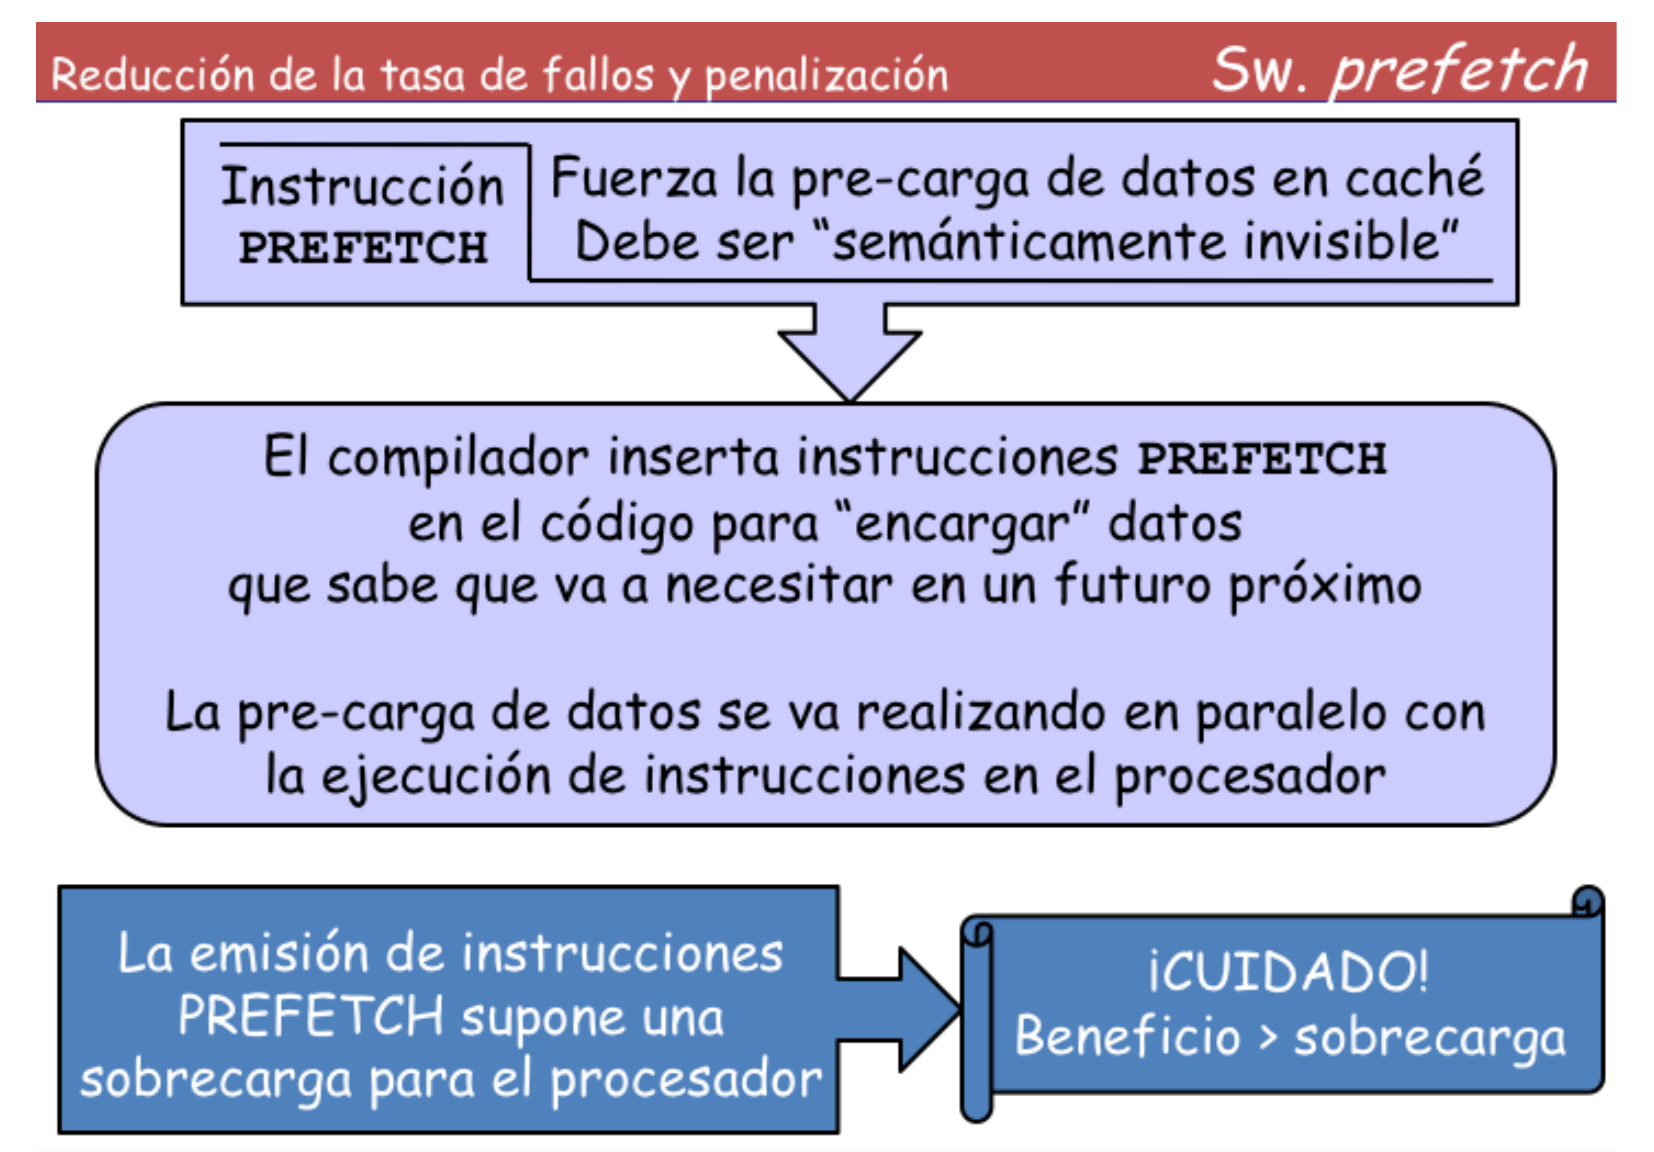 Reducción de la tasa de fallos y penalización
Sw. prefetch
Instrucción
PREFETCH
Fuerza la pre-carga de datos en caché
Debe ser “semánticamente invisible”
El compilador inserta instrucciones PREFETCH
en el código para “encargar” datos
que sabe que va a necesitar en un futuro próximo
La pre-carga de datos se va realizando en paralelo con
la ejecución de instrucciones en el procesador
La emisión de instrucciones
PREFETCH supone una
sobrecarga para el procesador
¡CUIDADO!
Beneficio > sobrecarga